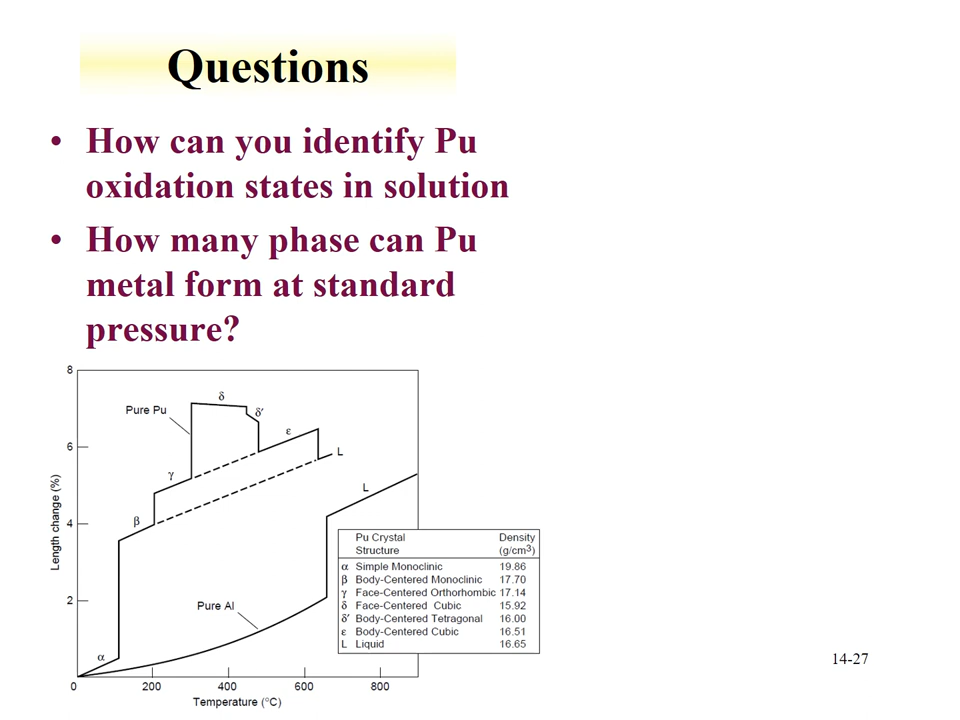 Questions
• How can you identify Pu
oxidation states in solution
• How many phase can Pu
metal form at standard
pressure?
8
6
4
2
0
200
400
600
800
Length change (%)
Temperature (°C)
Pure Pu
δ
δ′
ε
L
γ
β
α
Pure Al
L
Pu Crystal Density
Structure (g/cm3)
α Simple Monoclinic 19.86
β Body-Centered Monoclinic 17.70
γ Face-Centered Orthorhombic 17.14
δ Face-Centered Cubic 15.92
δ′ Body-Centered Tetragonal 16.00
ε Body-Centered Cubic 16.51
L Liquid 16.65
14-27